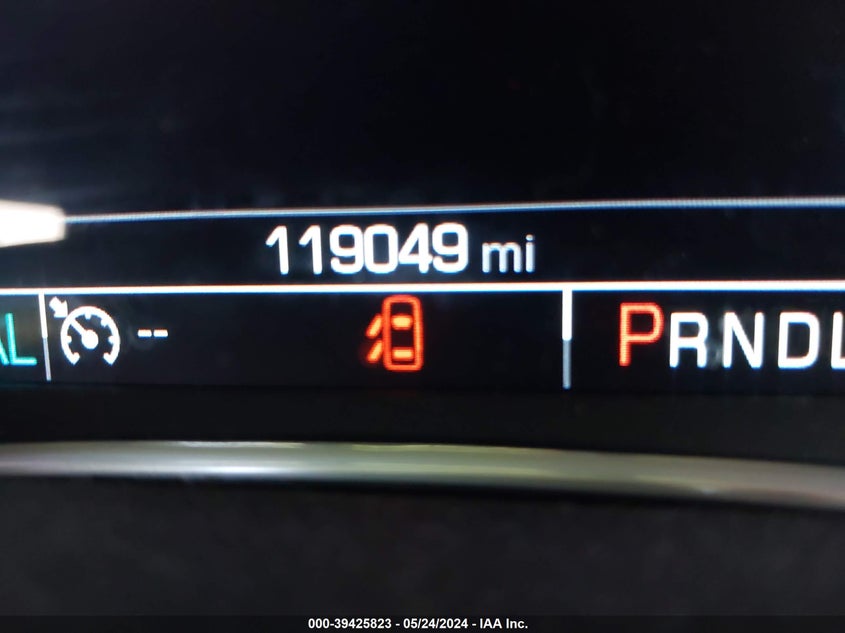 119049 mi
AL -- PRNDL
000-39425823 - 05/24/2024 - IAA Inc.